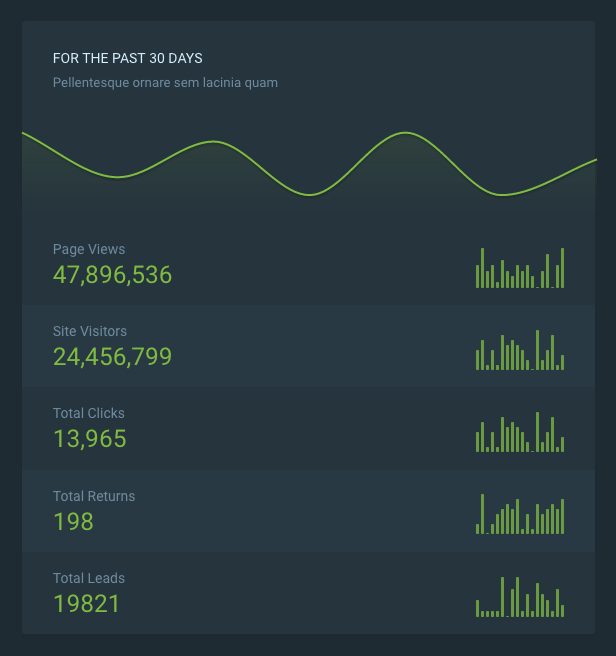 FOR THE PAST 30 DAYS
Pellentesque ornare sem lacinia quam
Page Views
47,896,536
Site Visitors
24,456,799
Total Clicks
13,965
Total Returns
198
Total Leads
19821